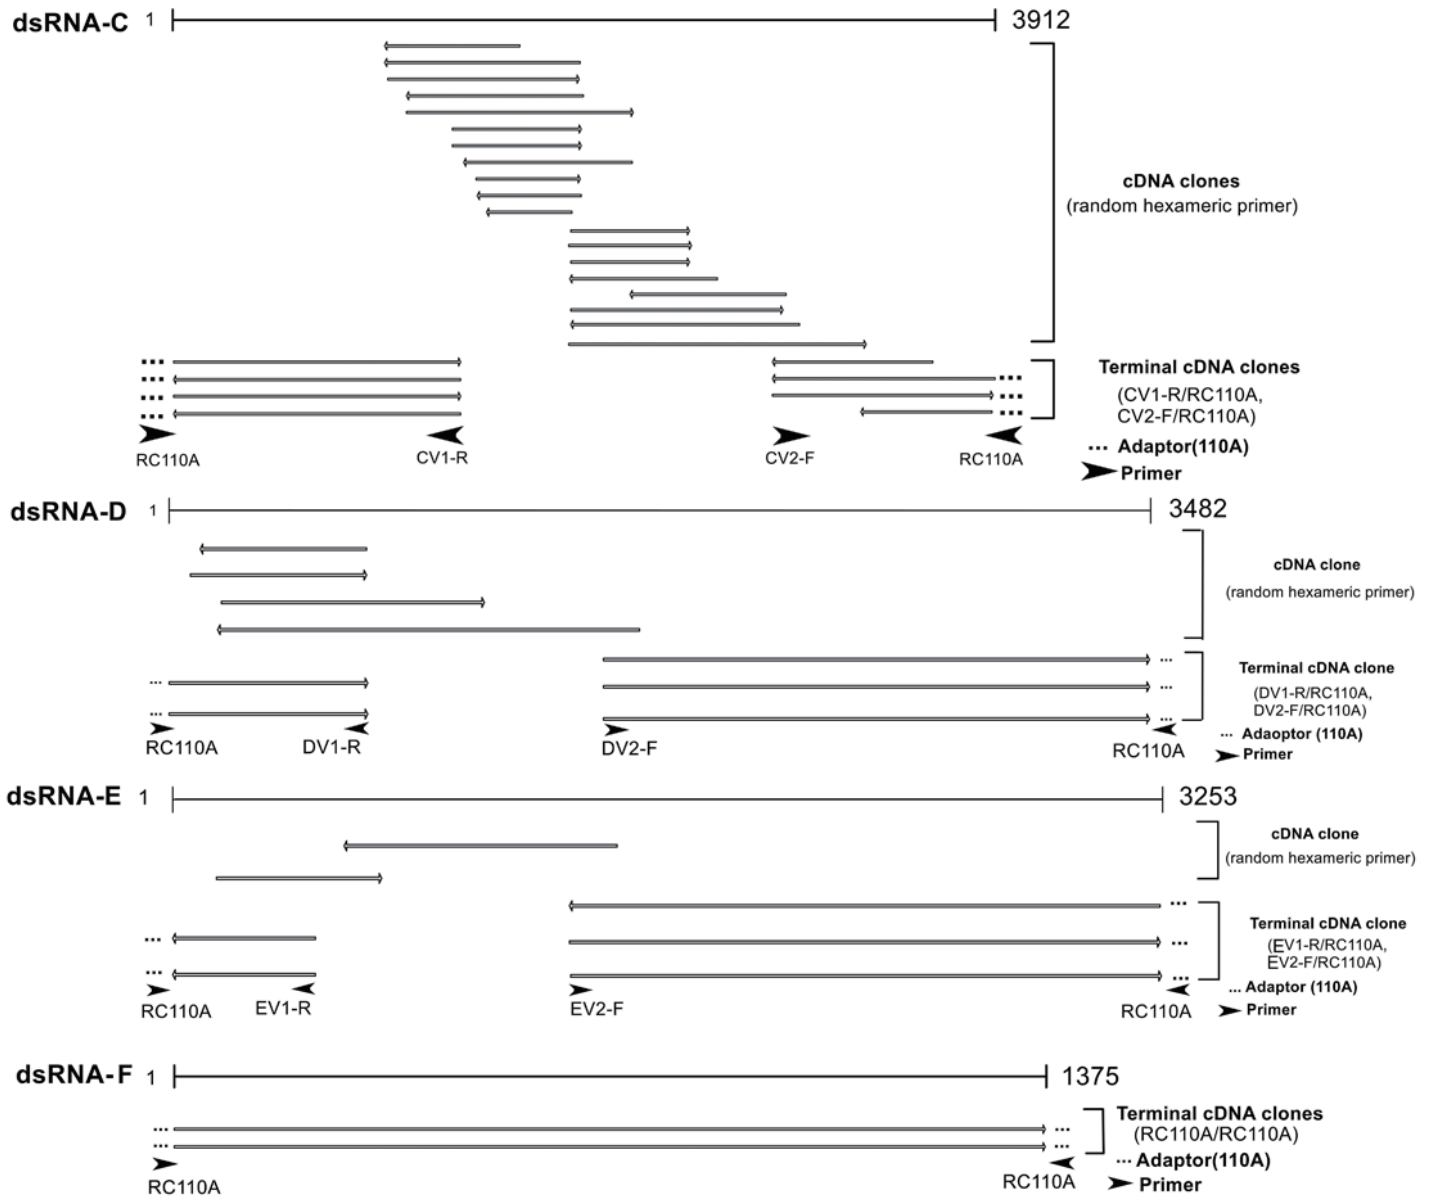 dsRNA-C 1 3912
cDNA clones
(random hexameric primer)
Terminal cDNA clones
(CV1-R/RC110A,
CV2-F/RC110A)
... Adaptor(110A)
Primer
RC110A CV1-R CV2-F RC110A
dsRNA-D 1 3482
cDNA clone
(random hexameric primer)
Terminal cDNA clone
(DV1-R/RC110A,
DV2-F/RC110A)
... Adaoptor (110A)
Primer
RC110A DV1-R DV2-F RC110A
dsRNA-E 1 3253
cDNA clone
(random hexameric primer)
Terminal cDNA clone
(EV1-R/RC110A,
EV2-F/RC110A)
... Adaptor (110A)
Primer
RC110A EV1-R EV2-F RC110A
dsRNA-F 1 1375
Terminal cDNA clones
(RC110A/RC110A)
... Adaptor(110A)
Primer
RC110A RC110A